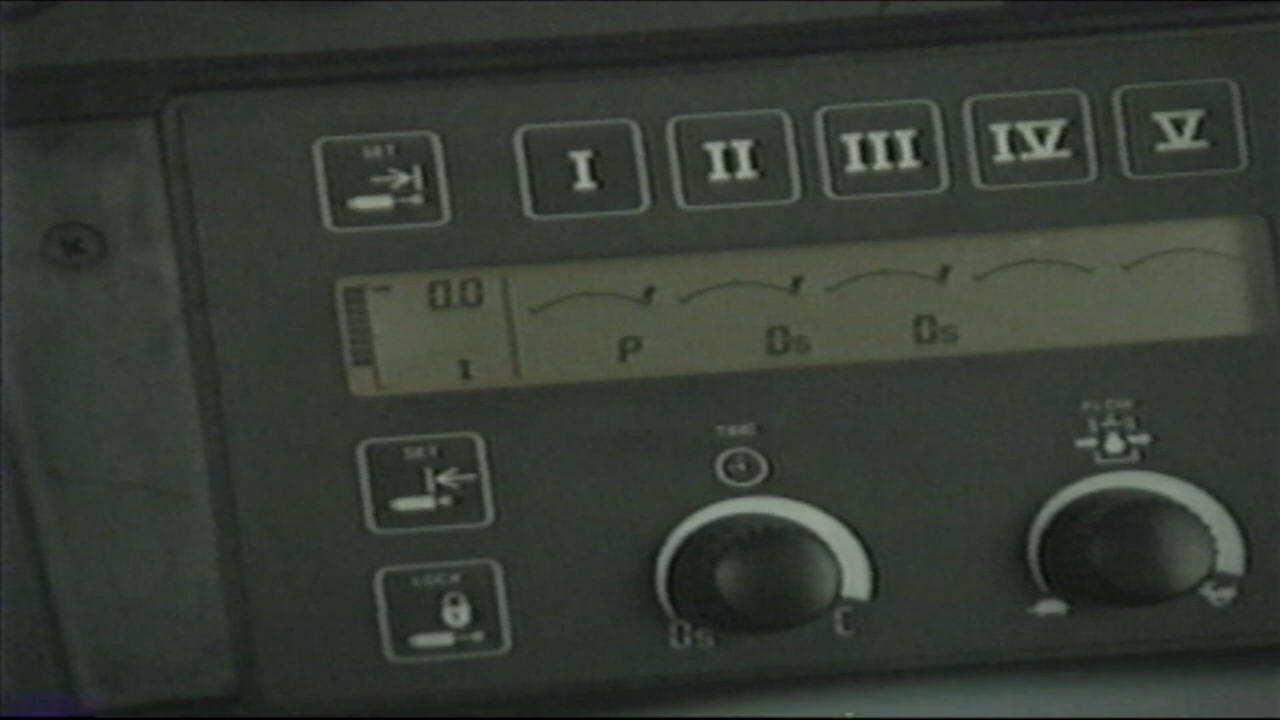 SET
I II III IV V
0.0
P 0s 0s
I
SET
TIME
FLOW
LOCK
0s C